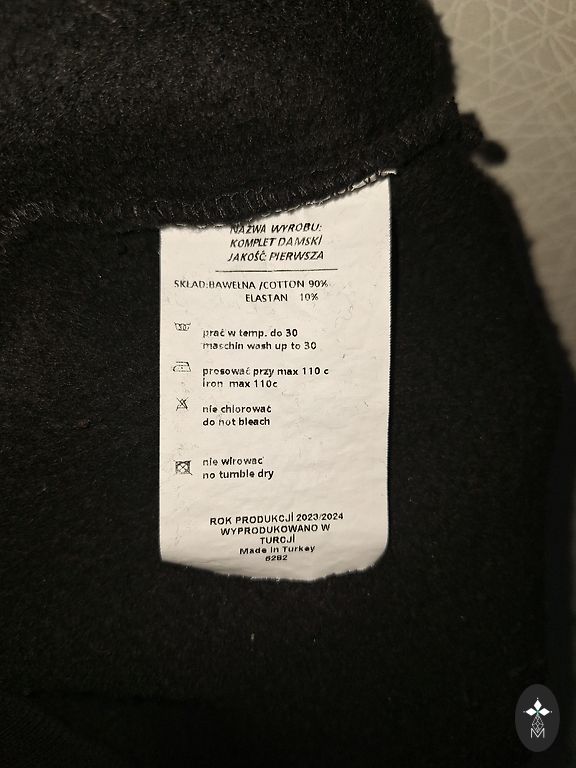 NAZWA WYROBU:
KOMPLET DAMSKI
JAKOŚĆ: PIERWSZA
SKŁAD:BAWEŁNA /COTTON 90%
ELASTAN 10%
prać w temp. do 30
maschin wash up to 30
prosować przy max 110 c
iron max 110c
nie chlorować
do not bleach
nie wirować
no tumble dry
ROK PRODUKCJİ 2023/2024
WYPRODUKOWANO W
TURCJİ
Made in Turkey
6282
M